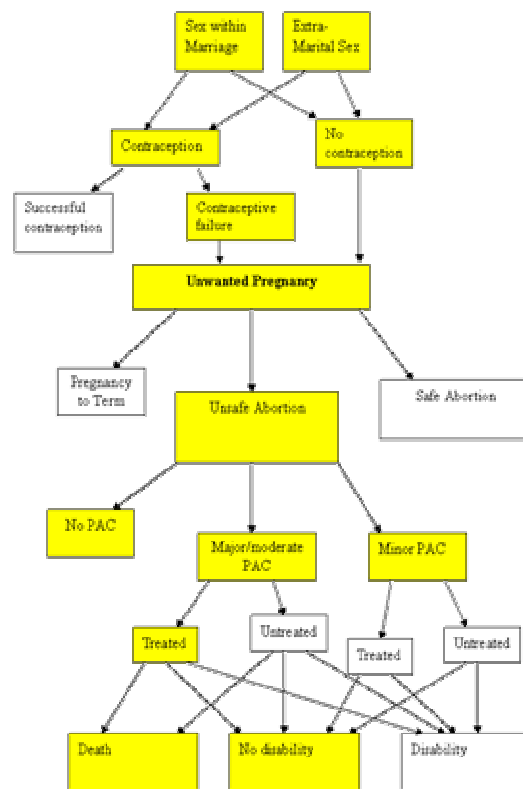 Sex within
Marriage
Extra-
Marital Sex
Contraception
No
contraception
Successful
contraception
Contraceptive
failure
Unwanted Pregnancy
Pregnancy
to Term
Unsafe Abortion
Safe Abortion
No PAC
Major/moderate
PAC
Minor PAC
Treated
Untreated
Treated
Untreated
Death
No disability
Disability